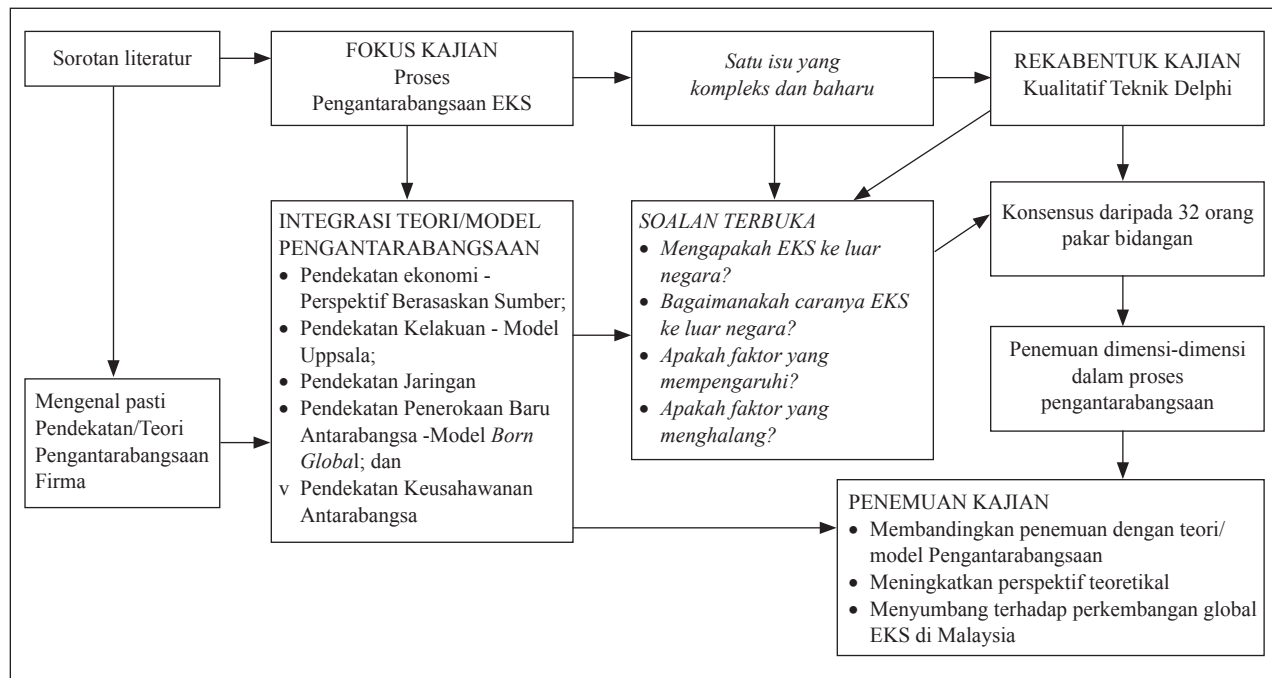 Sorotan literatur
FOKUS KAJIAN
Proses
Pengantarabangsaan EKS
Satu isu yang
kompleks dan baharu
REKABENTUK KAJIAN
Kualitatif Teknik Delphi
INTEGRASI TEORI/MODEL
PENGANTARABANGSAAN
• Pendekatan ekonomi -
Perspektif Berasaskan Sumber;
• Pendekatan Kelakuan - Model
Uppsala;
• Pendekatan Jaringan
• Pendekatan Penerokaan Baru
Antarabangsa -Model Born
Global; dan
v Pendekatan Keusahawanan
Antarabangsa
SOALAN TERBUKA
• Mengapakah EKS ke luar
negara?
• Bagaimanakah caranya EKS
ke luar negara?
• Apakah faktor yang
mempengaruhi?
• Apakah faktor yang
menghalang?
Konsensus daripada 32 orang
pakar bidangan
Penemuan dimensi-dimensi
dalam proses
pengantarabangsaan
Mengenal pasti
Pendekatan/Teori
Pengantarabangsaan
Firma
PENEMUAN KAJIAN
• Membandingkan penemuan dengan teori/
model Pengantarabangsaan
• Meningkatkan perspektif teoretikal
• Menyumbang terhadap perkembangan global
EKS di Malaysia